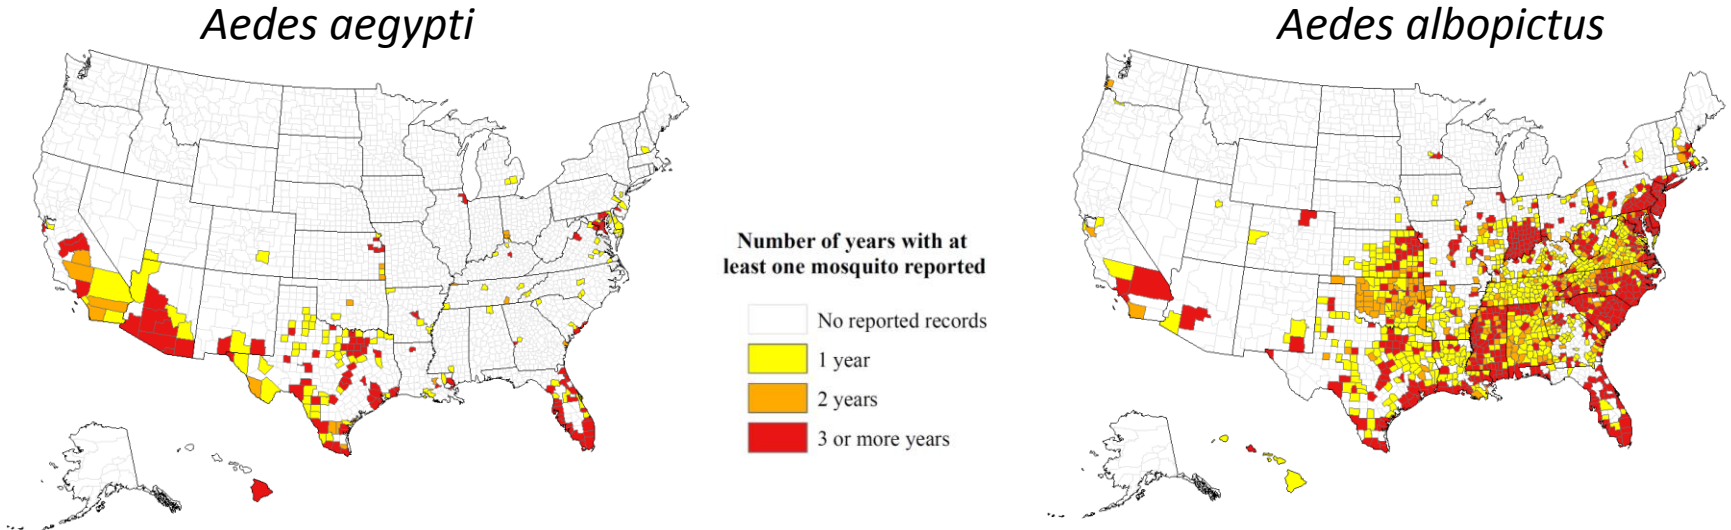 Aedes aegypti
Aedes albopictus
Number of years with at
least one mosquito reported
No reported records
1 year
2 years
3 or more years